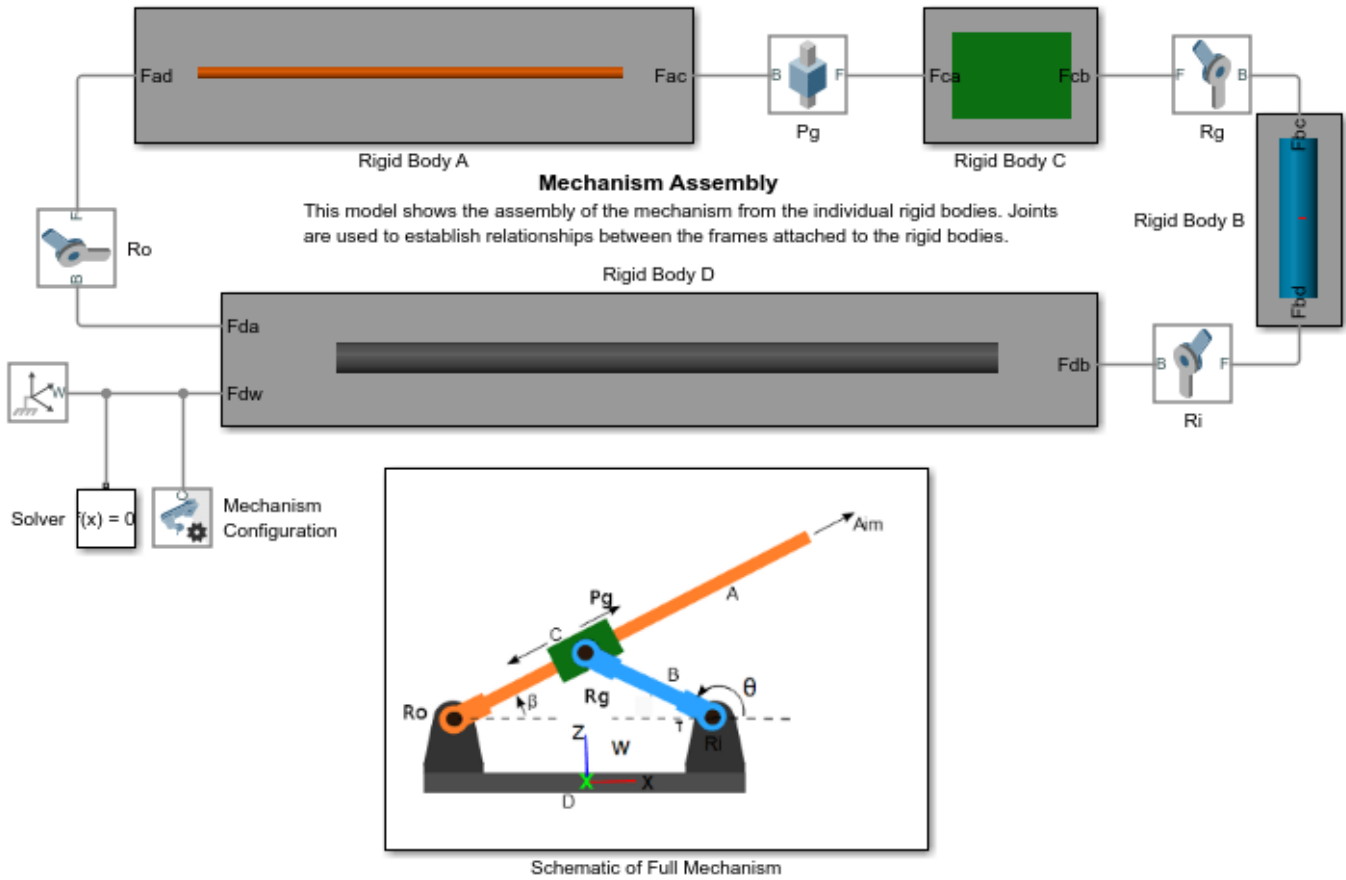 Fad
Fac
B
F
Pg
Fca
Fcb
F
B
Rg
Rigid Body A
Rigid Body C
Fbc
Mechanism Assembly
This model shows the assembly of the mechanism from the individual rigid bodies. Joints
are used to establish relationships between the frames attached to the rigid bodies.
Rigid Body B
F
Ro
B
Rigid Body D
Fbd
Fda
Fdb
B
F
Ri
W
Fdw
Solver
f(x) = 0
C
Mechanism
Configuration
Aim
A
Pg
C
B
θ
Rg
β
Ro
τ
Ri
Z
W
X
X
D
Schematic of Full Mechanism